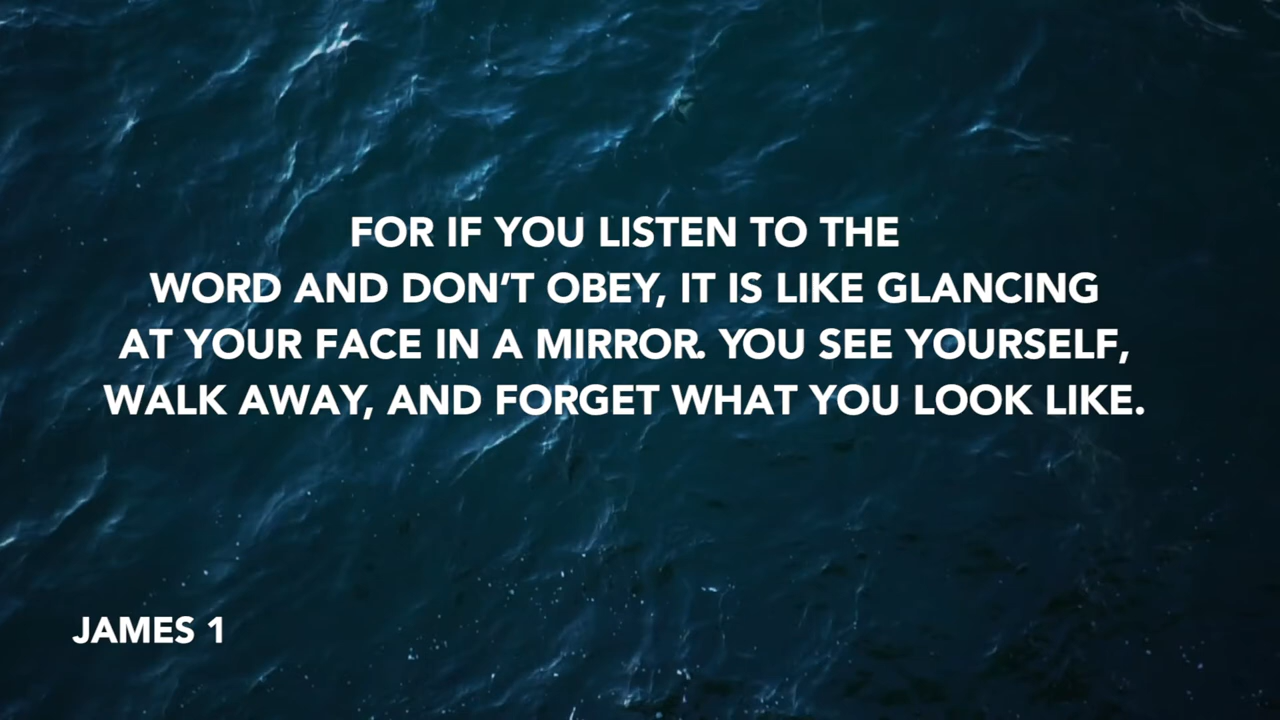 FOR IF YOU LISTEN TO THE
WORD AND DON'T OBEY, IT IS LIKE GLANCING
AT YOUR FACE IN A MIRROR. YOU SEE YOURSELF,
WALK AWAY, AND FORGET WHAT YOU LOOK LIKE.
JAMES 1